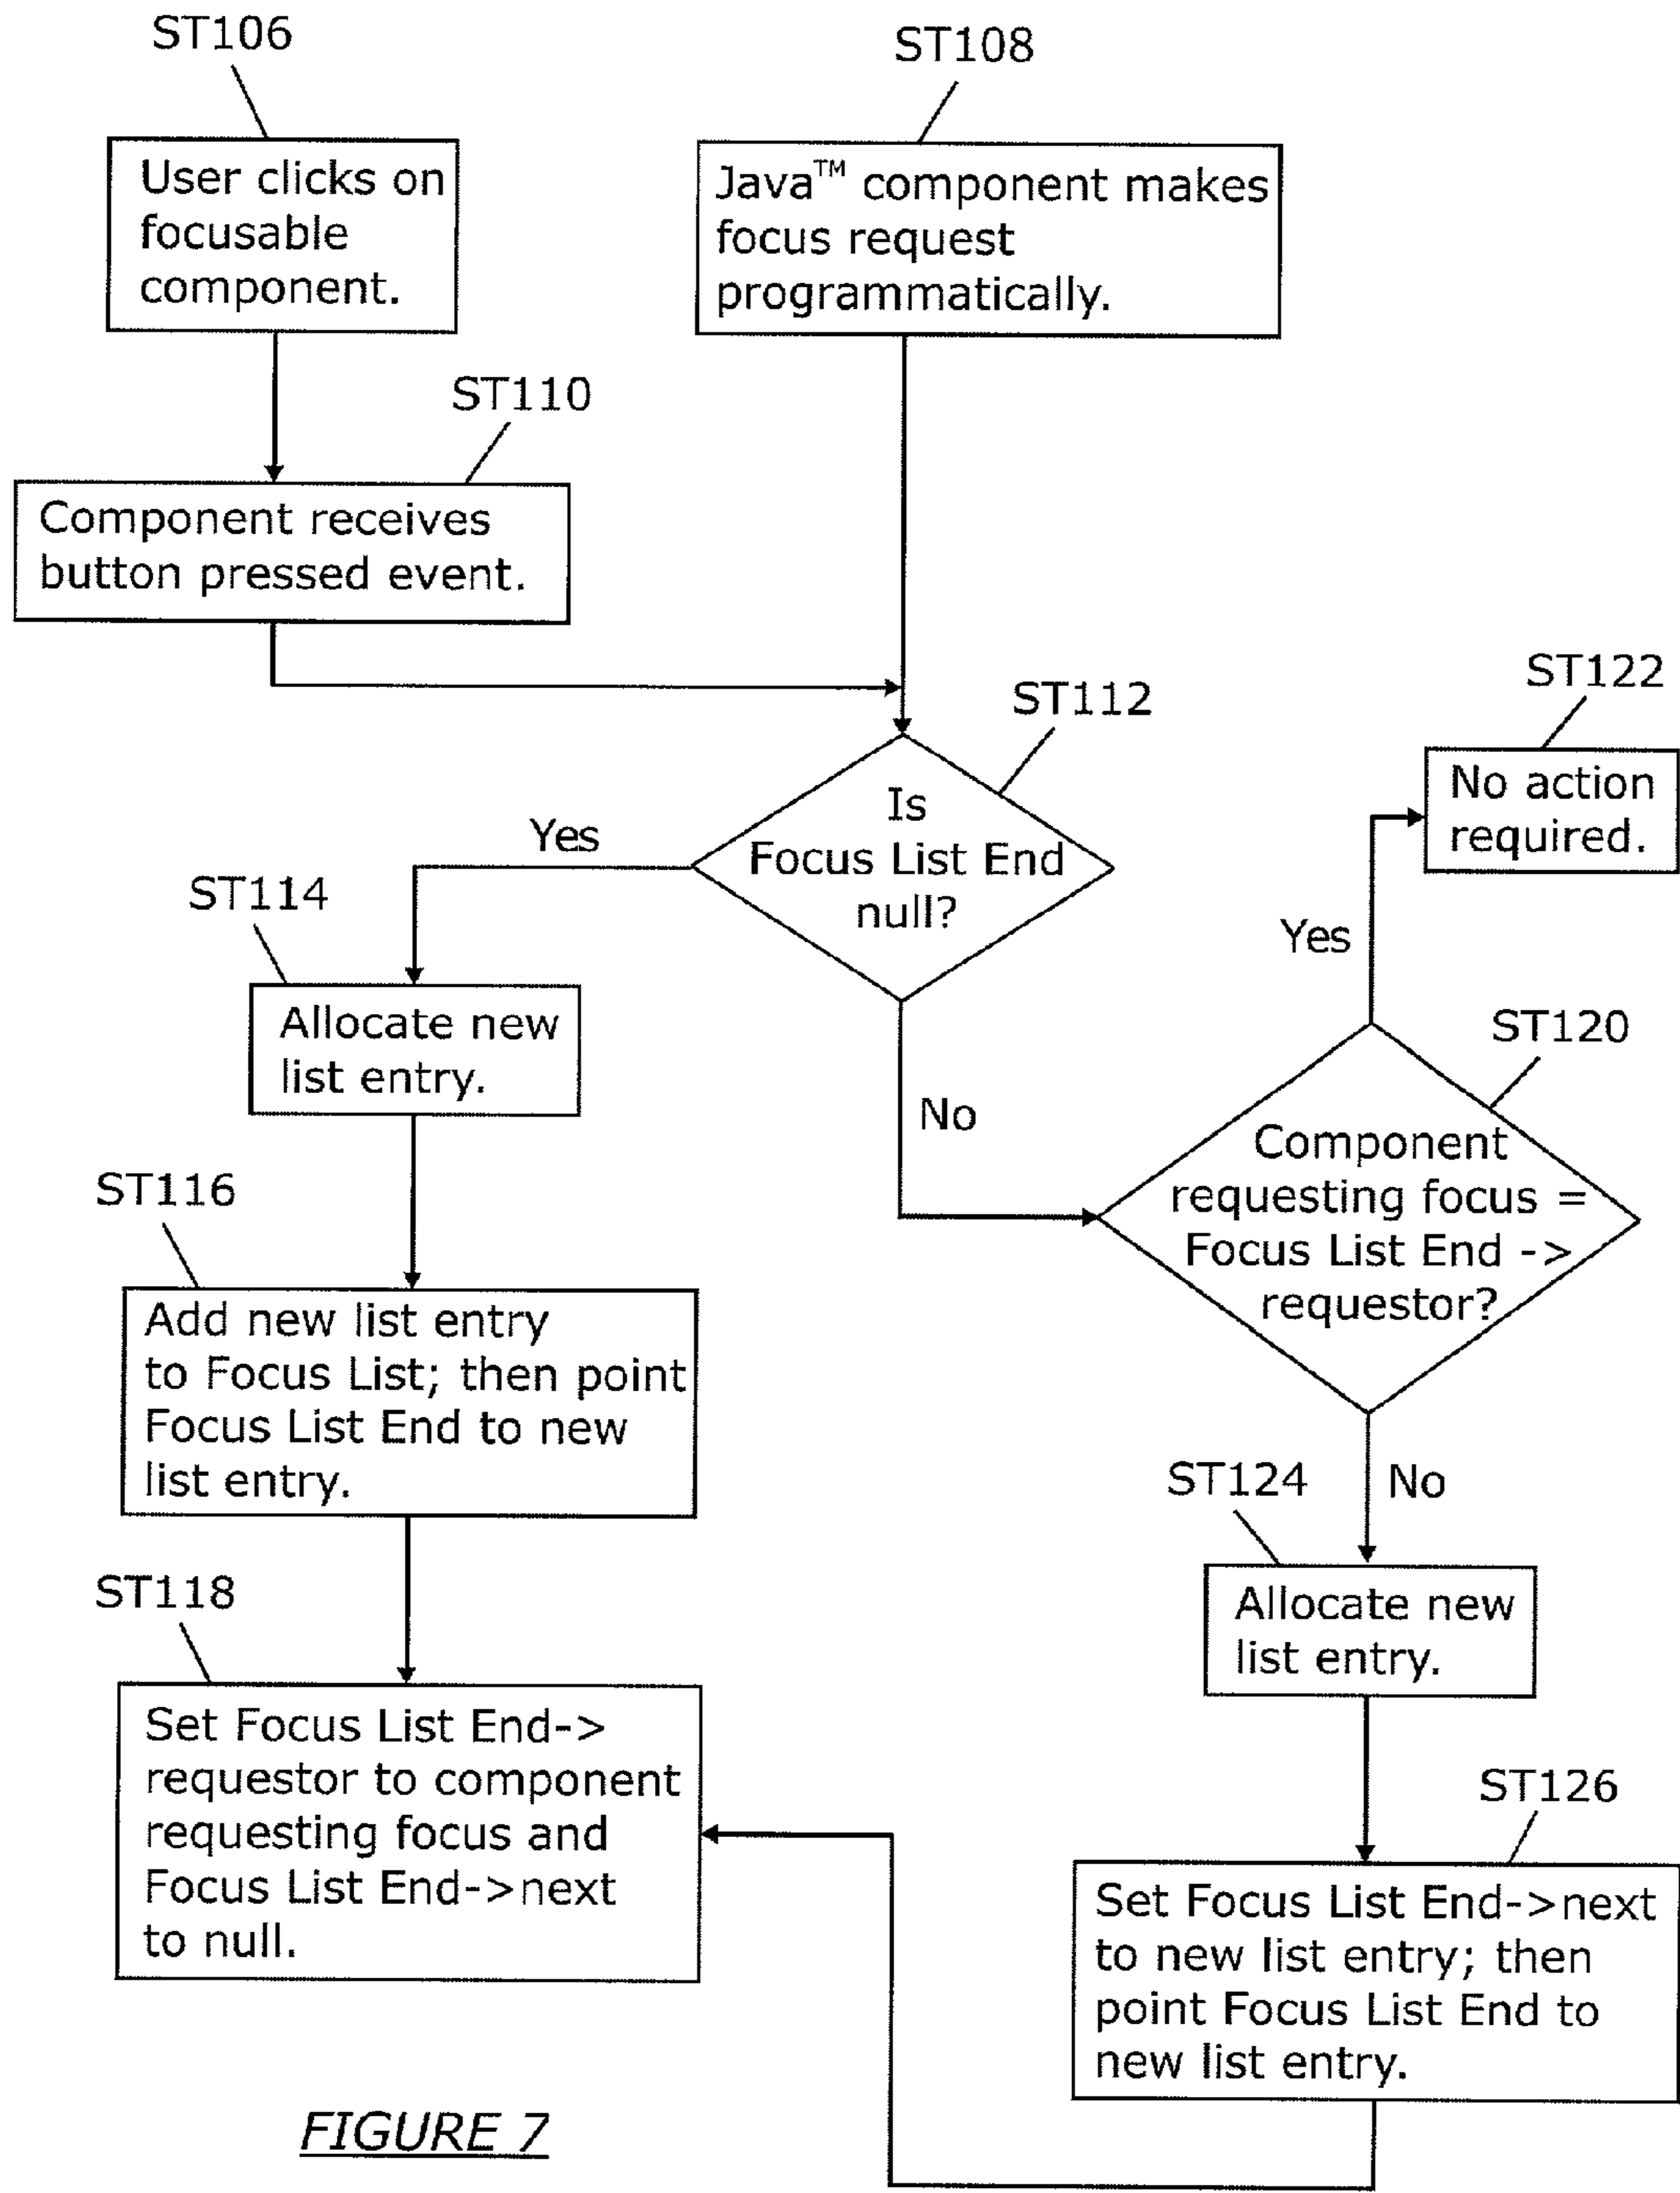 ST106
User clicks on
focusable
component.
ST108
Java™ component makes
focus request
programmatically.
ST110
Component receives
button pressed event.
ST112
Is
Focus List End
null?
Yes
No
ST114
Allocate new
list entry.
ST116
Add new list entry
to Focus List; then point
Focus List End to new
list entry.
ST118
Set Focus List End->
requestor to component
requesting focus and
Focus List End->next
to null.
ST122
No action
required.
Yes
ST120
Component
requesting focus =
Focus List End ->
requestor?
No
ST124
Allocate new
list entry.
ST126
Set Focus List End->next
to new list entry; then
point Focus List End to
new list entry.
FIGURE 7